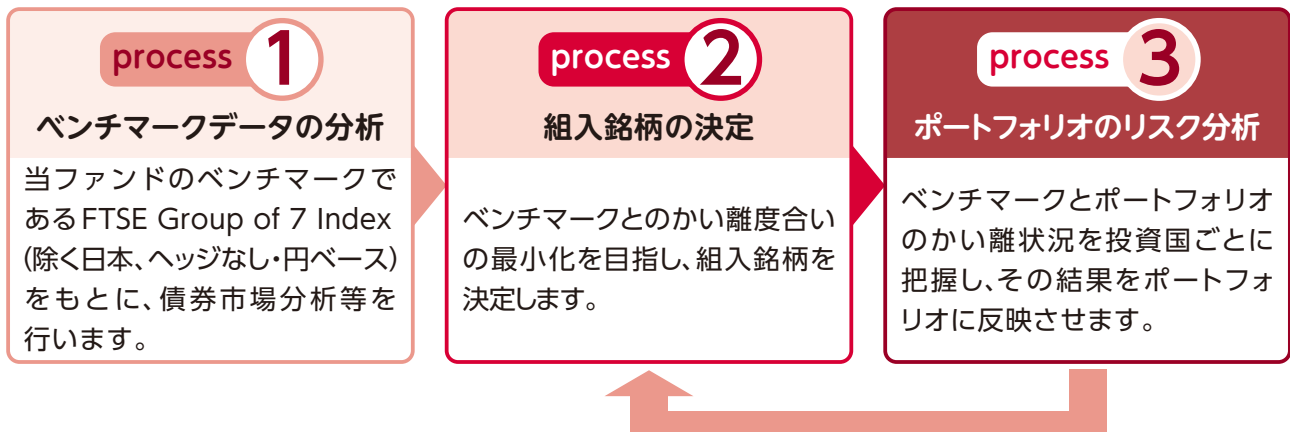 process 1
ベンチマークデータの分析
当ファンドのベンチマークで
あるFTSE Group of 7 Index
(除く日本、ヘッジなし・円ベース)
をもとに、債券市場分析等を
行います。
process 2
組入銘柄の決定
ベンチマークとのかい離度合い
の最小化を目指し、組入銘柄を
決定します。
process 3
ポートフォリオのリスク分析
ベンチマークとポートフォリオ
のかい離状況を投資国ごとに
把握し、その結果をポートフォ
リオに反映させます。